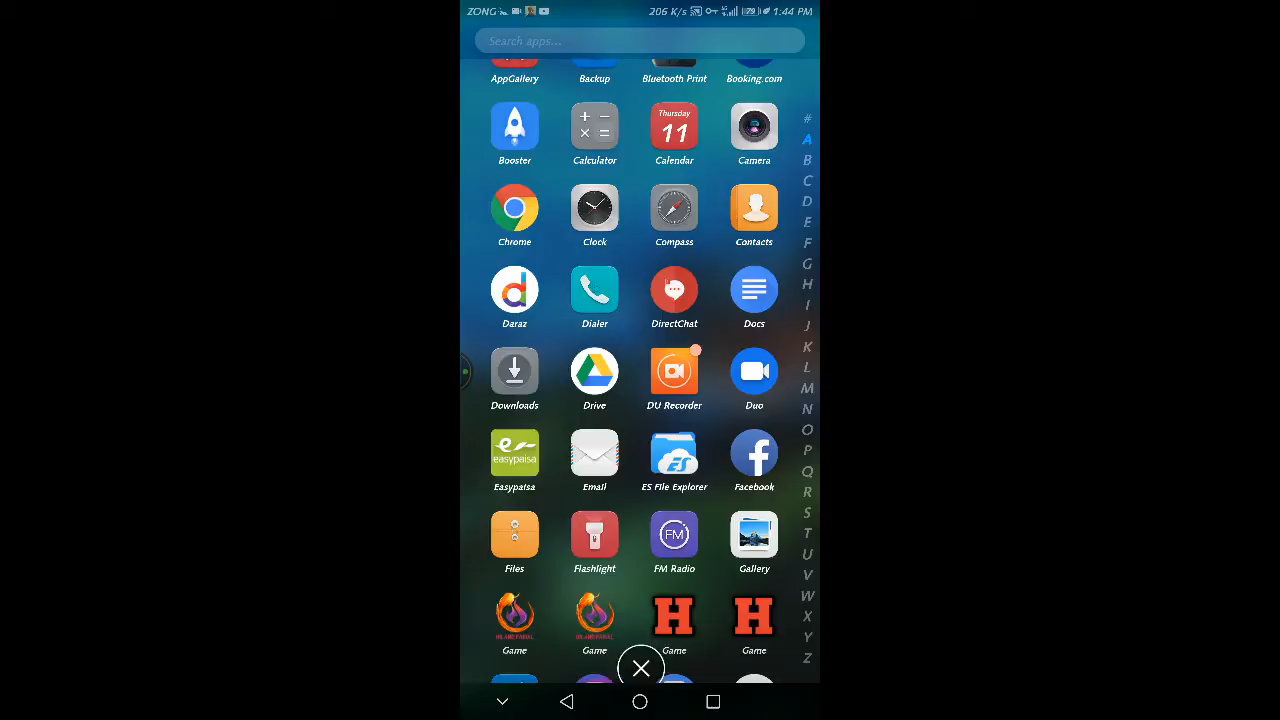 ZONG 206 K/s 79 1:44 PM
Search apps...
AppGallery Backup Bluetooth Print Booking.com
#
A
B
C
D
E
F
G
H
I
J
K
L
M
N
O
P
Q
R
S
T
U
V
W
X
Y
Z
Thursday
11
Booster Calculator Calendar Camera
Chrome Clock Compass Contacts
Daraz Dialer DirectChat Docs
Downloads Drive DU Recorder Duo
easypaisa ES
Easypaisa Email ES File Explorer Facebook
FM
Files Flashlight FM Radio Gallery
H H
Game Game Game Game